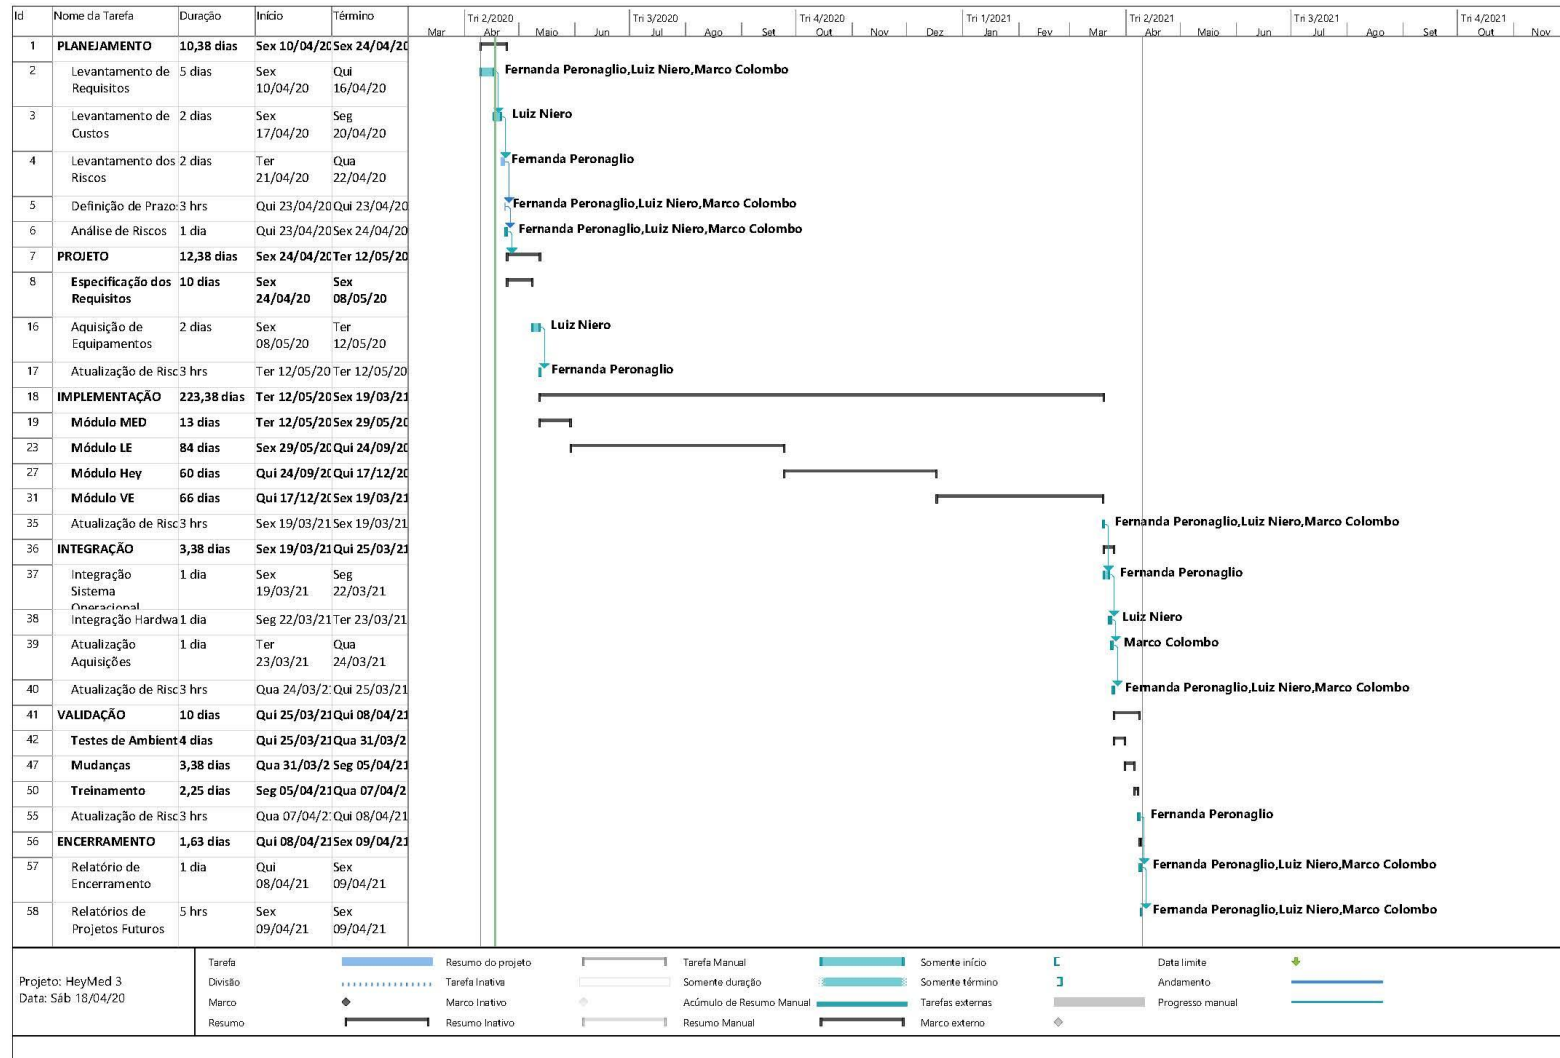 Id Nome da Tarefa Duração Início Término Tri 2/2020 Tri 3/2020 Tri 4/2020 Tri 1/2021 Tri 2/2021 Tri 3/2021 Tri 4/2021
Mar Abr Maio Jun Jul Ago Set Out Nov Dez Jan Fev Mar Abr Maio Jun Jul Ago Set Out Nov
1 PLANEJAMENTO 10,38 dias Sex 10/04/20 Sex 24/04/20
2 Levantamento de 5 dias Sex Qui Fernanda Peronaglio,Luiz Niero,Marco Colombo
Requisitos 10/04/20 16/04/20
3 Levantamento de 2 dias Sex Seg Luiz Niero
Custos 17/04/20 20/04/20
4 Levantamento dos 2 dias Ter Qua Fernanda Peronaglio
Riscos 21/04/20 22/04/20
5 Definição de Prazo 3 hrs Qui 23/04/20 Qui 23/04/20 Fernanda Peronaglio,Luiz Niero,Marco Colombo
6 Análise de Riscos 1 dia Qui 23/04/20 Sex 24/04/20 Fernanda Peronaglio,Luiz Niero,Marco Colombo
7 PROJETO 12,38 dias Sex 24/04/20 Ter 12/05/20
8 Especificação dos 10 dias Sex Sex
Requisitos 24/04/20 08/05/20
16 Aquisição de 2 dias Sex Ter Luiz Niero
Equipamentos 08/05/20 12/05/20
17 Atualização de Risc 3 hrs Ter 12/05/20 Ter 12/05/20 Fernanda Peronaglio
18 IMPLEMENTAÇÃO 223,38 dias Ter 12/05/20 Sex 19/03/21
19 Módulo MED 13 dias Ter 12/05/20 Sex 29/05/20
23 Módulo LE 84 dias Sex 29/05/20 Qui 24/09/20
27 Módulo Hey 60 dias Qui 24/09/20 Qui 17/12/20
31 Módulo VE 66 dias Qui 17/12/20 Sex 19/03/21
35 Atualização de Risc 3 hrs Sex 19/03/21 Sex 19/03/21 Fernanda Peronaglio,Luiz Niero,Marco Colombo
36 INTEGRAÇÃO 3,38 dias Sex 19/03/21 Qui 25/03/21
37 Integração 1 dia Sex Seg Fernanda Peronaglio
Sistema 19/03/21 22/03/21
Operacional
38 Integração Hardwa 1 dia Seg 22/03/21 Ter 23/03/21 Luiz Niero
39 Atualização 1 dia Ter Qua Marco Colombo
Aquisições 23/03/21 24/03/21
40 Atualização de Risc 3 hrs Qua 24/03/2 Qui 25/03/21 Fernanda Peronaglio,Luiz Niero,Marco Colombo
41 VALIDAÇÃO 10 dias Qui 25/03/21 Qui 08/04/21
42 Testes de Ambient 4 dias Qui 25/03/21 Qua 31/03/2
47 Mudanças 3,38 dias Qua 31/03/2 Seg 05/04/21
50 Treinamento 2,25 dias Seg 05/04/21 Qua 07/04/2
55 Atualização de Risc 3 hrs Qua 07/04/2 Qui 08/04/21 Fernanda Peronaglio
56 ENCERRAMENTO 1,63 dias Qui 08/04/21 Sex 09/04/21
57 Relatório de 1 dia Qui Sex Fernanda Peronaglio,Luiz Niero,Marco Colombo
Encerramento 08/04/21 09/04/21
58 Relatórios de 5 hrs Sex Sex Fernanda Peronaglio,Luiz Niero,Marco Colombo
Projetos Futuros 09/04/21 09/04/21
Projeto: HeyMed 3
Data: Sáb 18/04/20
Tarefa Resumo do projeto Tarefa Manual Somente início Data limite
Divisão Tarefa Inativa Somente duração Somente término Andamento
Marco Marco Inativo Acúmulo de Resumo Manual Tarefas externas Progresso manual
Resumo Resumo Inativo Resumo Manual Marco externo